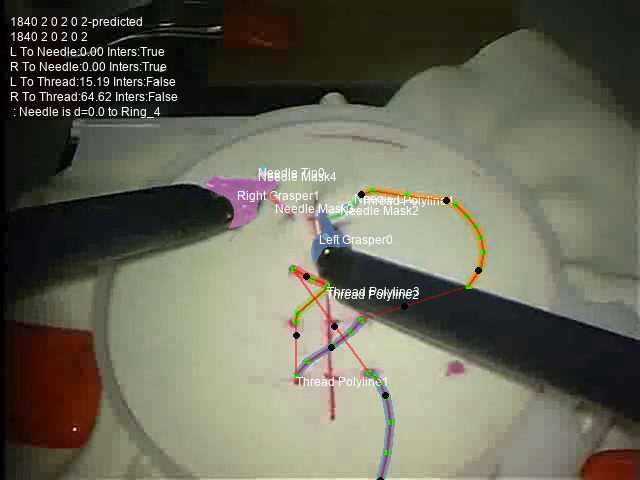 1840 2 0 2 0 2-predicted
1840 2 0 2 0 2
L To Needle:0.00 Inters:True
R To Needle:0.00 Inters:True
L To Thread:15.19 Inters:False
R To Thread:64.62 Inters:False
: Needle is d=0.0 to Ring_4
Needle Tip0
Needle Mask4
Right Grasper1
Thread Polyline
Needle Mask2
Left Grasper0
Thread Polyline3
Thread Polyline2
Thread Polyline1